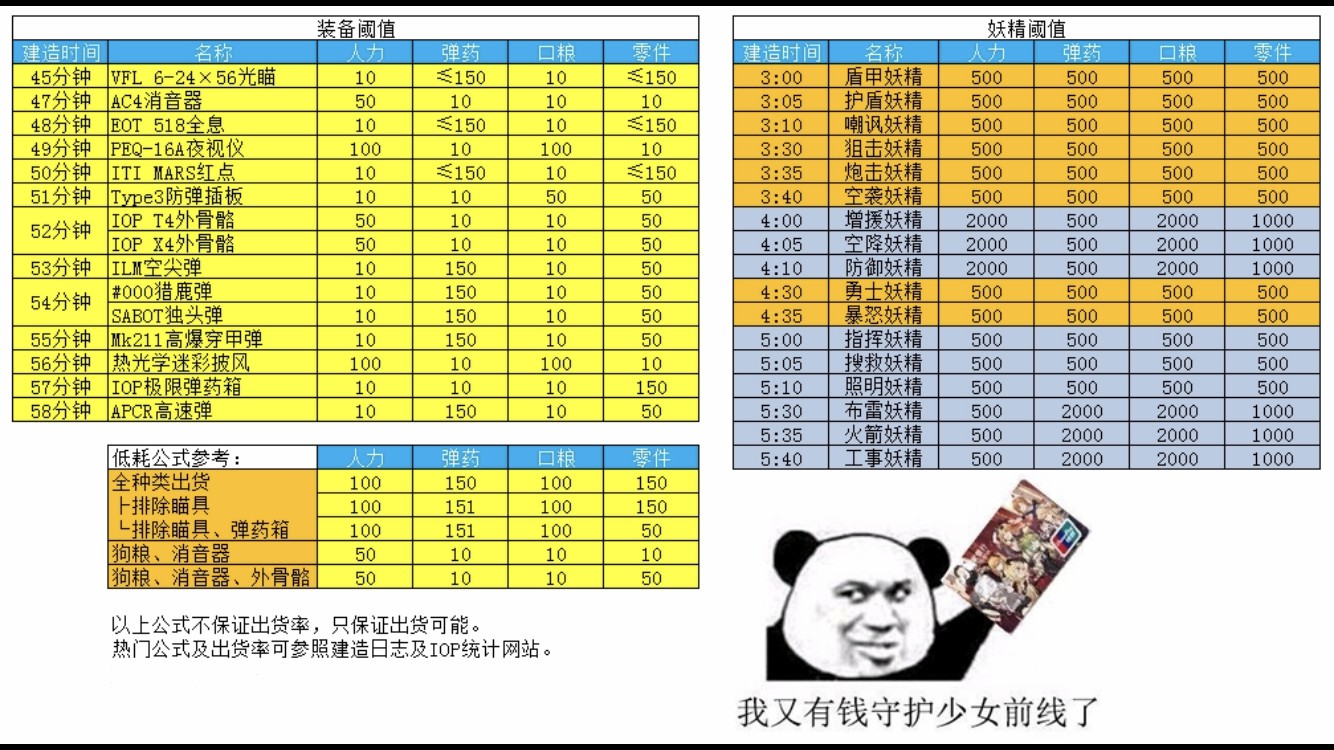 装备阈值
建造时间 名称 人力 弹药 口粮 零件
45分钟 VFL 6-24×56光瞄 10 ≤150 10 ≤150
47分钟 AC4消音器 50 10 10 10
48分钟 EOT 518全息 10 ≤150 10 ≤150
49分钟 PEQ-16A夜视仪 100 10 100 10
50分钟 ITI MARS红点 10 ≤150 10 ≤150
51分钟 Type3防弹插板 10 10 50 50
52分钟 IOP T4外骨骼 50 10 10 50
IOP X4外骨骼 50 10 10 50
53分钟 ILM空尖弹 10 150 10 50
54分钟 #000猎鹿弹 10 150 10 50
SABOT独头弹 10 150 10 50
55分钟 Mk211高爆穿甲弹 10 150 10 50
56分钟 热光学迷彩披风 100 10 100 10
57分钟 IOP极限弹药箱 10 10 10 150
58分钟 APCR高速弹 10 150 10 50
低耗公式参考: 人力 弹药 口粮 零件
全种类出货 100 150 100 150
├排除瞄具 100 151 100 150
└排除瞄具、弹药箱 100 151 100 50
狗粮、消音器 50 10 10 10
狗粮、消音器、外骨骼 50 10 10 50
以上公式不保证出货率，只保证出货可能。
热门公式及出货率可参照建造日志及IOP统计网站。
妖精阈值
建造时间 名称 人力 弹药 口粮 零件
3:00 盾甲妖精 500 500 500 500
3:05 护盾妖精 500 500 500 500
3:10 嘲讽妖精 500 500 500 500
3:30 狙击妖精 500 500 500 500
3:35 炮击妖精 500 500 500 500
3:40 空袭妖精 500 500 500 500
4:00 增援妖精 2000 500 2000 1000
4:05 空降妖精 2000 500 2000 1000
4:10 防御妖精 2000 500 2000 1000
4:30 勇士妖精 500 500 500 500
4:35 暴怒妖精 500 500 500 500
5:00 指挥妖精 500 500 500 500
5:05 搜救妖精 500 500 500 500
5:10 照明妖精 500 500 500 500
5:30 布雷妖精 500 2000 2000 1000
5:35 火箭妖精 500 2000 2000 1000
5:40 工事妖精 500 2000 2000 1000
我又有钱守护少女前线了